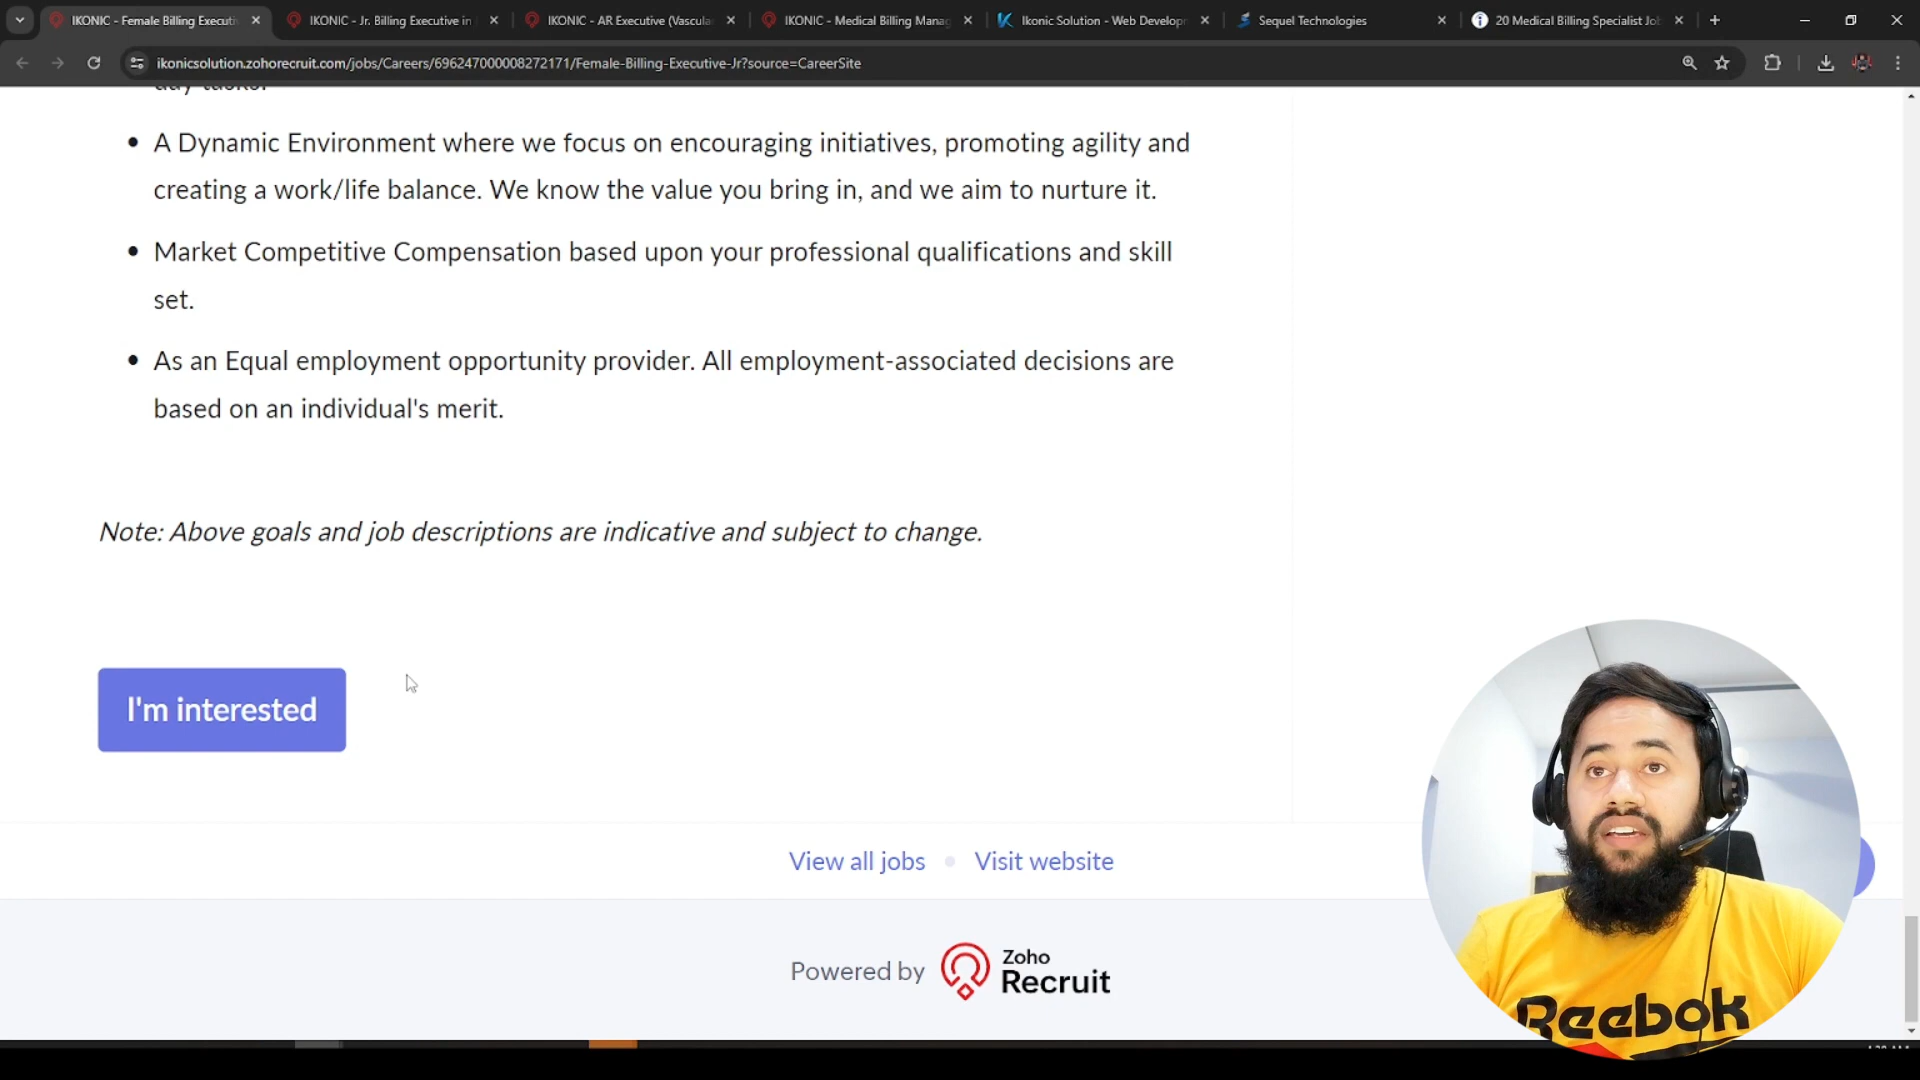 IKONIC - Female Billing Executi
IKONIC - Jr. Billing Executive in
IKONIC - AR Executive (Vascula
IKONIC - Medical Billing Manag
Ikonic Solution - Web Develop
Sequel Technologies
20 Medical Billing Specialist Jo
ikonicsolution.zohorecruit.com/jobs/Careers/696247000008272171/Female-Billing-Executive-Jr?source=CareerSite
day tasks.
A Dynamic Environment where we focus on encouraging initiatives, promoting agility and
creating a work/life balance. We know the value you bring in, and we aim to nurture it.
Market Competitive Compensation based upon your professional qualifications and skill
set.
As an Equal employment opportunity provider. All employment-associated decisions are
based on an individual's merit.
Note: Above goals and job descriptions are indicative and subject to change.
I'm interested
View all jobs
Visit website
Powered by
Zoho
Recruit
Reebok